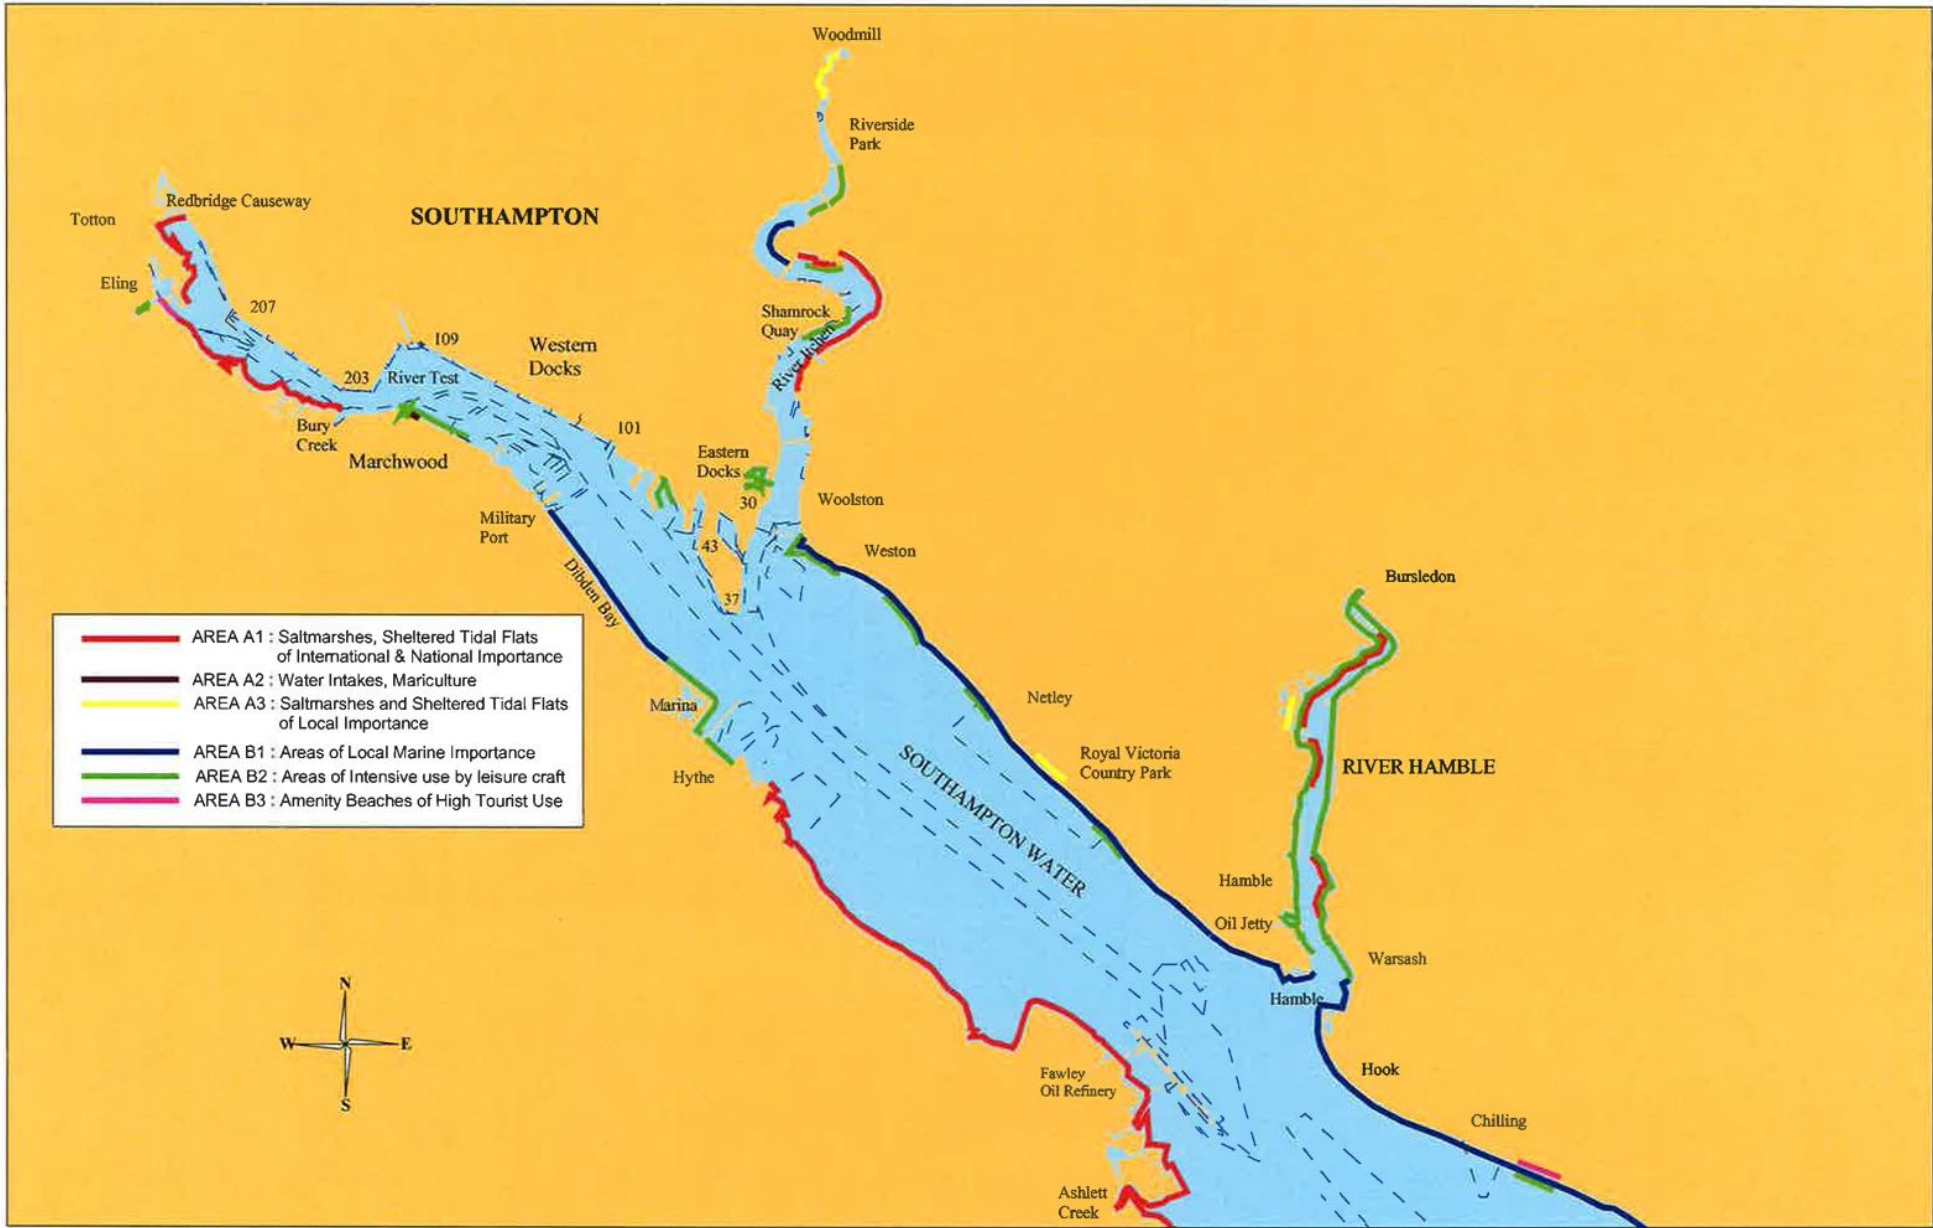 Woodmill
Riverside
Park
Redbridge Causeway
Totton
SOUTHAMPTON
Eling
207
Shamrock
Quay
River Itchen
109
Western
Docks
203
River Test
Bury
Creek
101
Marchwood
Eastern
Docks
30
Woolston
Military
Port
43
Weston
Dibden Bay
37
Bursledon
AREA A1 : Saltmarshes, Sheltered Tidal Flats
of International & National Importance
AREA A2 : Water Intakes, Mariculture
AREA A3 : Saltmarshes and Sheltered Tidal Flats
of Local Importance
AREA B1 : Areas of Local Marine Importance
AREA B2 : Areas of Intensive use by leisure craft
AREA B3 : Amenity Beaches of High Tourist Use
Marina
Netley
Hythe
Royal Victoria
Country Park
RIVER HAMBLE
SOUTHAMPTON WATER
Hamble
Oil Jetty
Warsash
N
W
E
S
Hamble
Fawley
Oil Refinery
Hook
Chilling
Ashlett
Creek